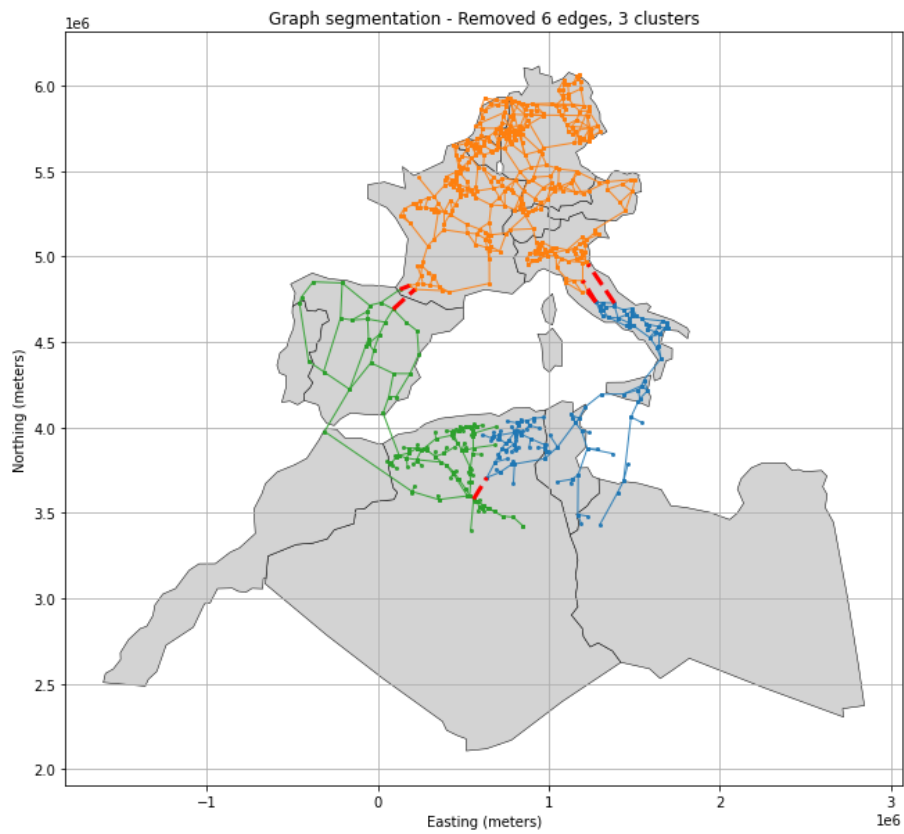 Graph segmentation - Removed 6 edges, 3 clusters
1e6
6.0
5.5
5.0
4.5
4.0
3.5
3.0
2.5
2.0
Northing (meters)
−1
0
1
2
3
1e6
Easting (meters)